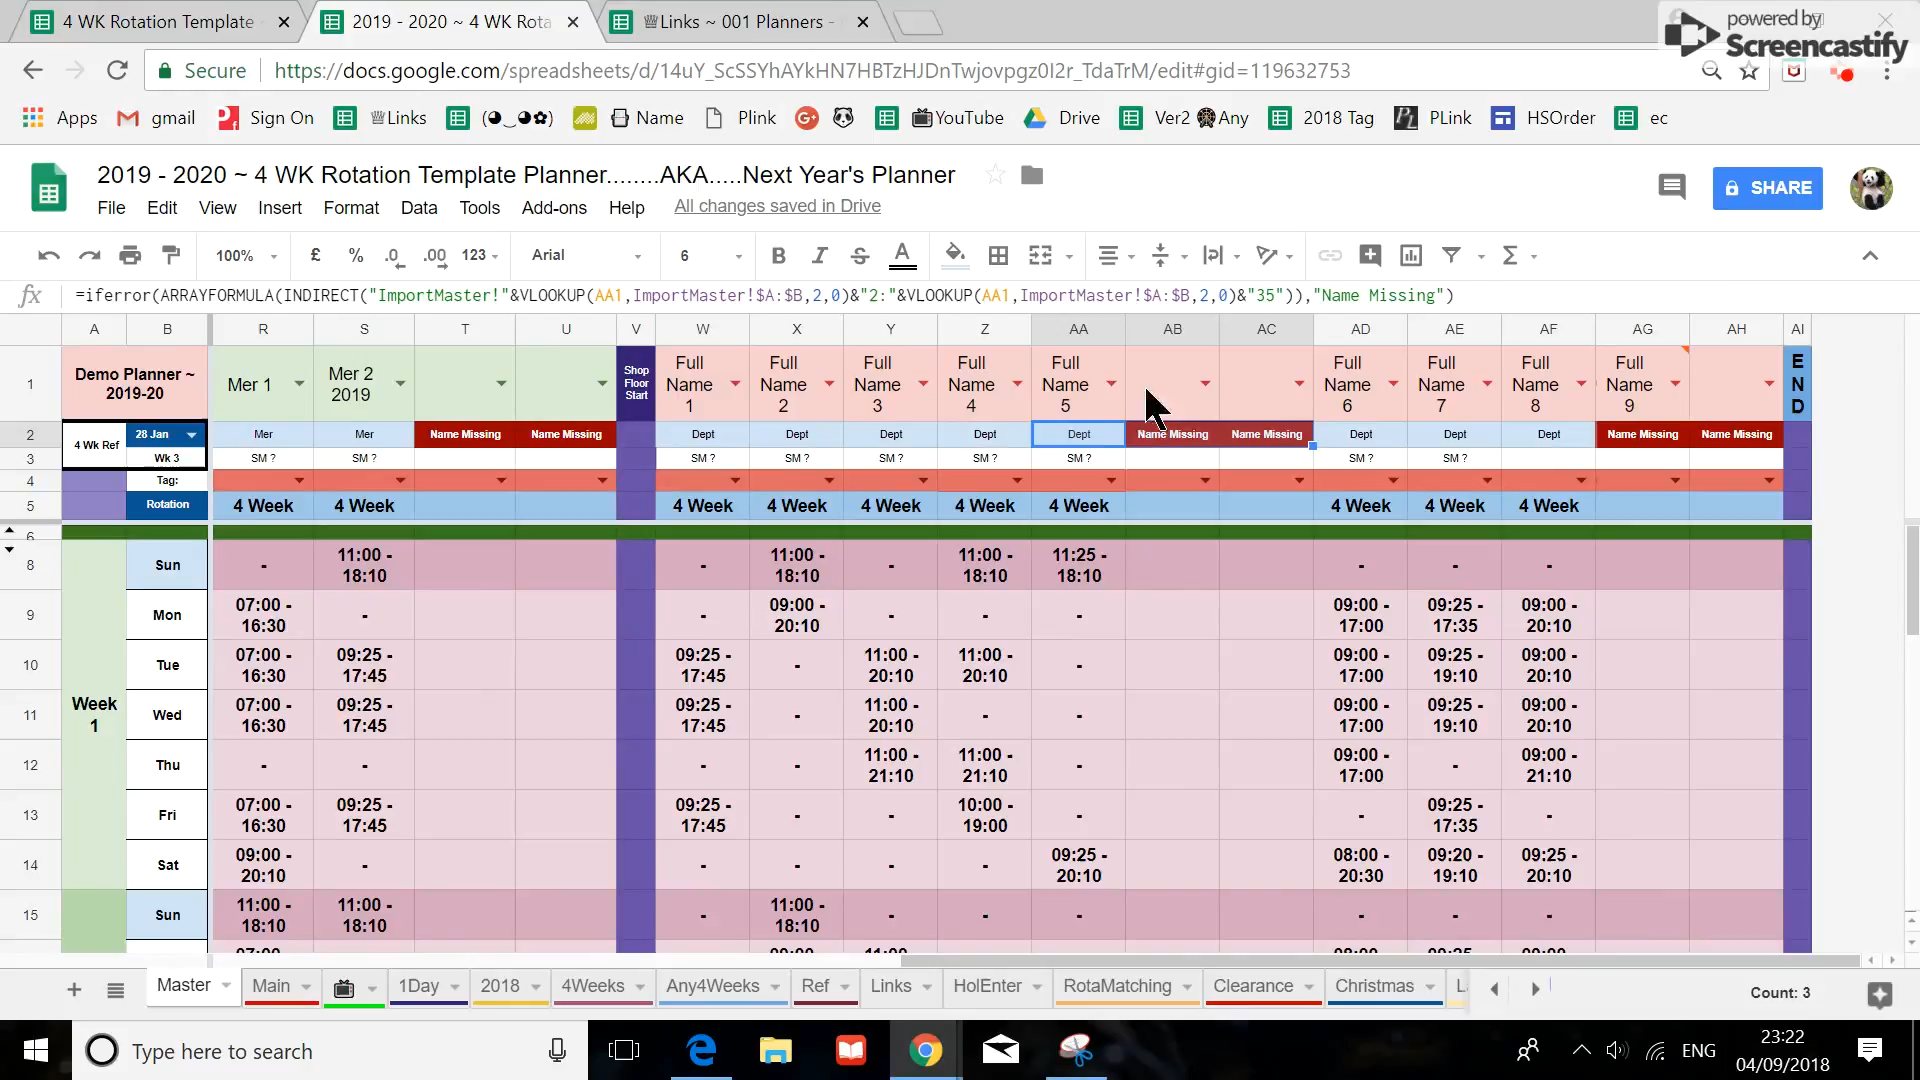 4 WK Rotation Template
2019 - 2020 ~ 4 WK Rota
♕Links ~ 001 Planners -
powered by
Screencastify
Secure
https://docs.google.com/spreadsheets/d/14uY_ScSSYhAYkHN7HBTzHJDnTwjovpgz0I2r_TdaTrM/edit#gid=119632753
Apps gmail Sign On ♕Links (◕‿◕✿) Name Plink YouTube Drive Ver2 Any 2018 Tag PLink HSOrder ec
2019 - 2020 ~ 4 WK Rotation Template Planner........AKA.....Next Year's Planner
File Edit View Insert Format Data Tools Add-ons Help All changes saved in Drive
SHARE
100% £ % .0 .00 123 Arial 6 B I S A Σ
fx =iferror(ARRAYFORMULA(INDIRECT("ImportMaster!"&VLOOKUP(AA1,ImportMaster!$A:$B,2,0)&"2:"&VLOOKUP(AA1,ImportMaster!$A:$B,2,0)&"35")),"Name Missing")
A B R S T U V W X Y Z AA AB AC AD AE AF AG AH AI
1 Demo Planner ~ 2019-20 Mer 1 Mer 2 2019 Shop Floor Start Full Name 1 Full Name 2 Full Name 3 Full Name 4 Full Name 5 Full Name 6 Full Name 7 Full Name 8 Full Name 9 E N D
2 4 Wk Ref 28 Jan Mer Mer Name Missing Name Missing Dept Dept Dept Dept Dept Name Missing Name Missing Dept Dept Dept Name Missing Name Missing
3 Wk 3 SM ? SM ? SM ? SM ? SM ? SM ? SM ? SM ? SM ?
4 Tag:
5 Rotation 4 Week 4 Week 4 Week 4 Week 4 Week 4 Week 4 Week 4 Week 4 Week 4 Week
6
8 Sun - 11:00 - 18:10 - 11:00 - 18:10 - 11:00 - 18:10 11:25 - 18:10 - - -
9 Mon 07:00 - 16:30 - - 09:00 - 20:10 - - - 09:00 - 17:00 09:25 - 17:35 09:00 - 20:10
10 Tue 07:00 - 16:30 09:25 - 17:45 09:25 - 17:45 - 11:00 - 20:10 11:00 - 20:10 - 09:00 - 17:00 09:25 - 19:10 09:00 - 20:10
Week 1
11 Wed 07:00 - 16:30 09:25 - 17:45 09:25 - 17:45 - 11:00 - 20:10 - - 09:00 - 17:00 09:25 - 19:10 09:00 - 20:10
12 Thu - - - - 11:00 - 21:10 11:00 - 21:10 - 09:00 - 17:00 - 09:00 - 21:10
13 Fri 07:00 - 16:30 09:25 - 17:45 09:25 - 17:45 - - 10:00 - 19:00 - - 09:25 - 17:35 -
14 Sat 09:00 - 20:10 - - - - - 09:25 - 20:10 08:00 - 20:30 09:20 - 19:10 09:25 - 20:10
15 Sun 11:00 - 18:10 11:00 - 18:10 - 11:00 - 18:10 - - - - - -
Master Main 1Day 2018 4Weeks Any4Weeks Ref Links HolEnter RotaMatching Clearance Christmas
Count: 3
Type here to search
ENG
23:22
04/09/2018